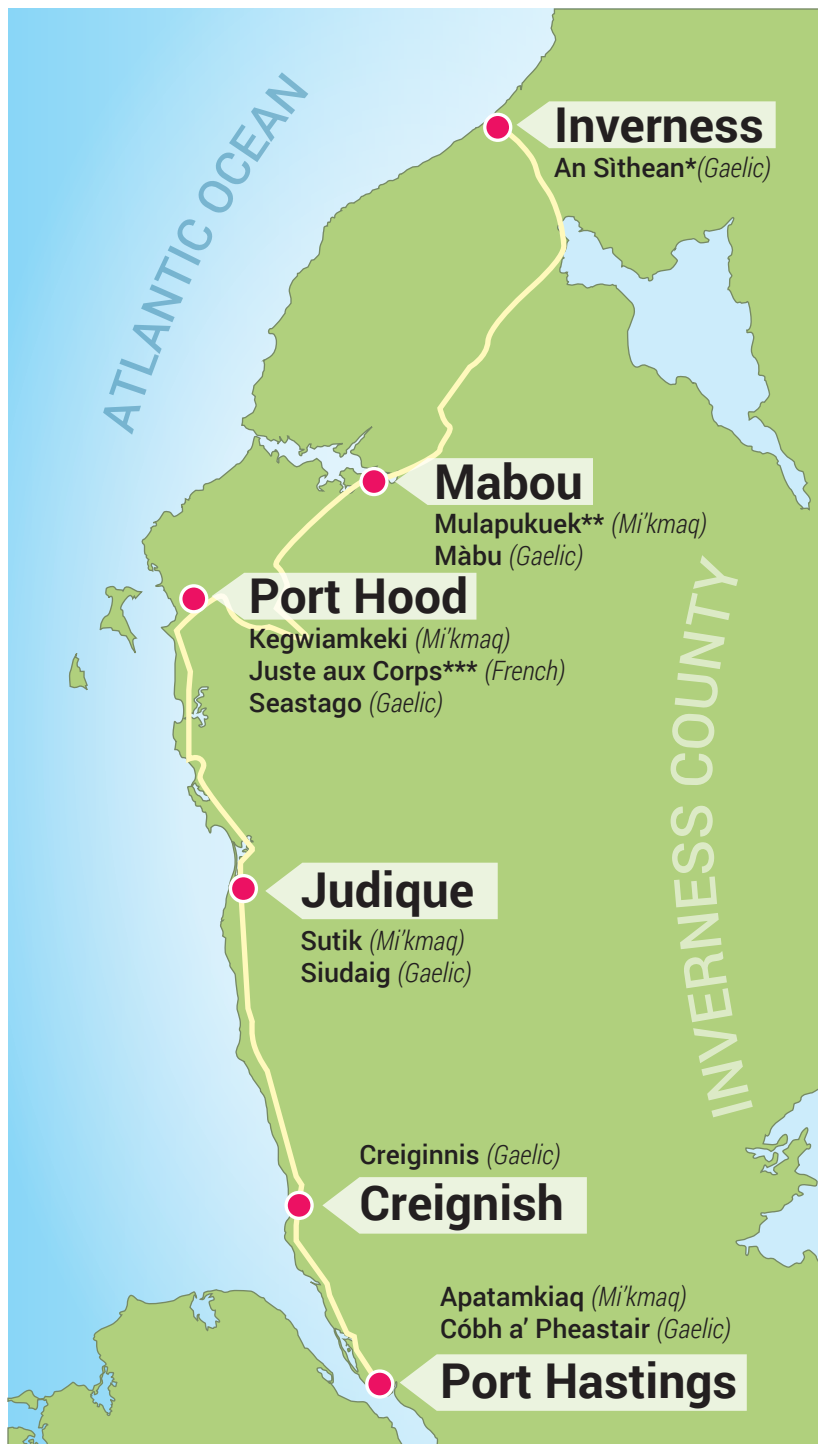 ATLANTIC OCEAN
Inverness
An Sìthean*(Gaelic)
Mabou
Mulapukuek** (Mi'kmaq)
Màbu (Gaelic)
Port Hood
Kegwiamkeki (Mi'kmaq)
Juste aux Corps*** (French)
Seastago (Gaelic)
INVERNESS COUNTY
Judique
Sutik (Mi'kmaq)
Siudaig (Gaelic)
Creiginnis (Gaelic)
Creignish
Apatamkiaq (Mi'kmaq)
Cóbh a' Pheastair (Gaelic)
Port Hastings